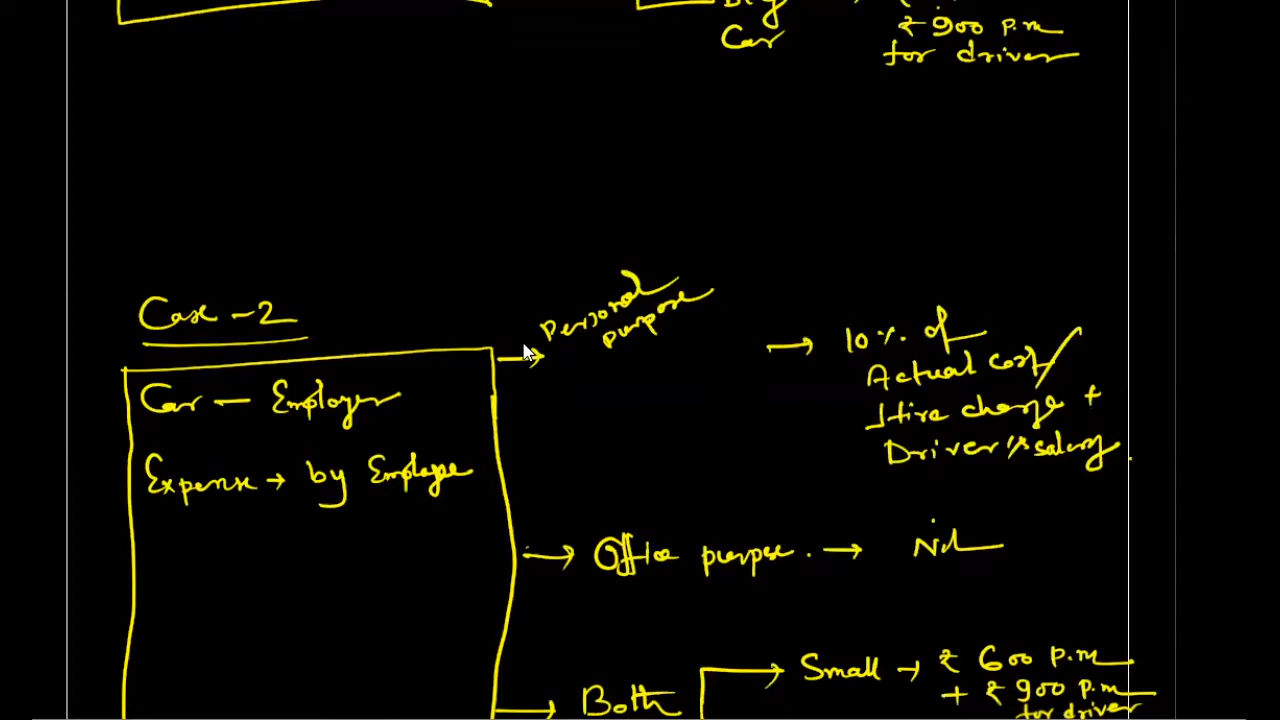 Car
₹ 900 p.m
for driver
Case - 2
Personal
purpose
→ 10% of
Actual cost/
Hire charge +
Driver's salary
Car - Employer
Expense → by Employee
→ Office purpose. → Nil
→ Both
→ Small → ₹ 600 p.m
+ ₹ 900 p.m
for driver